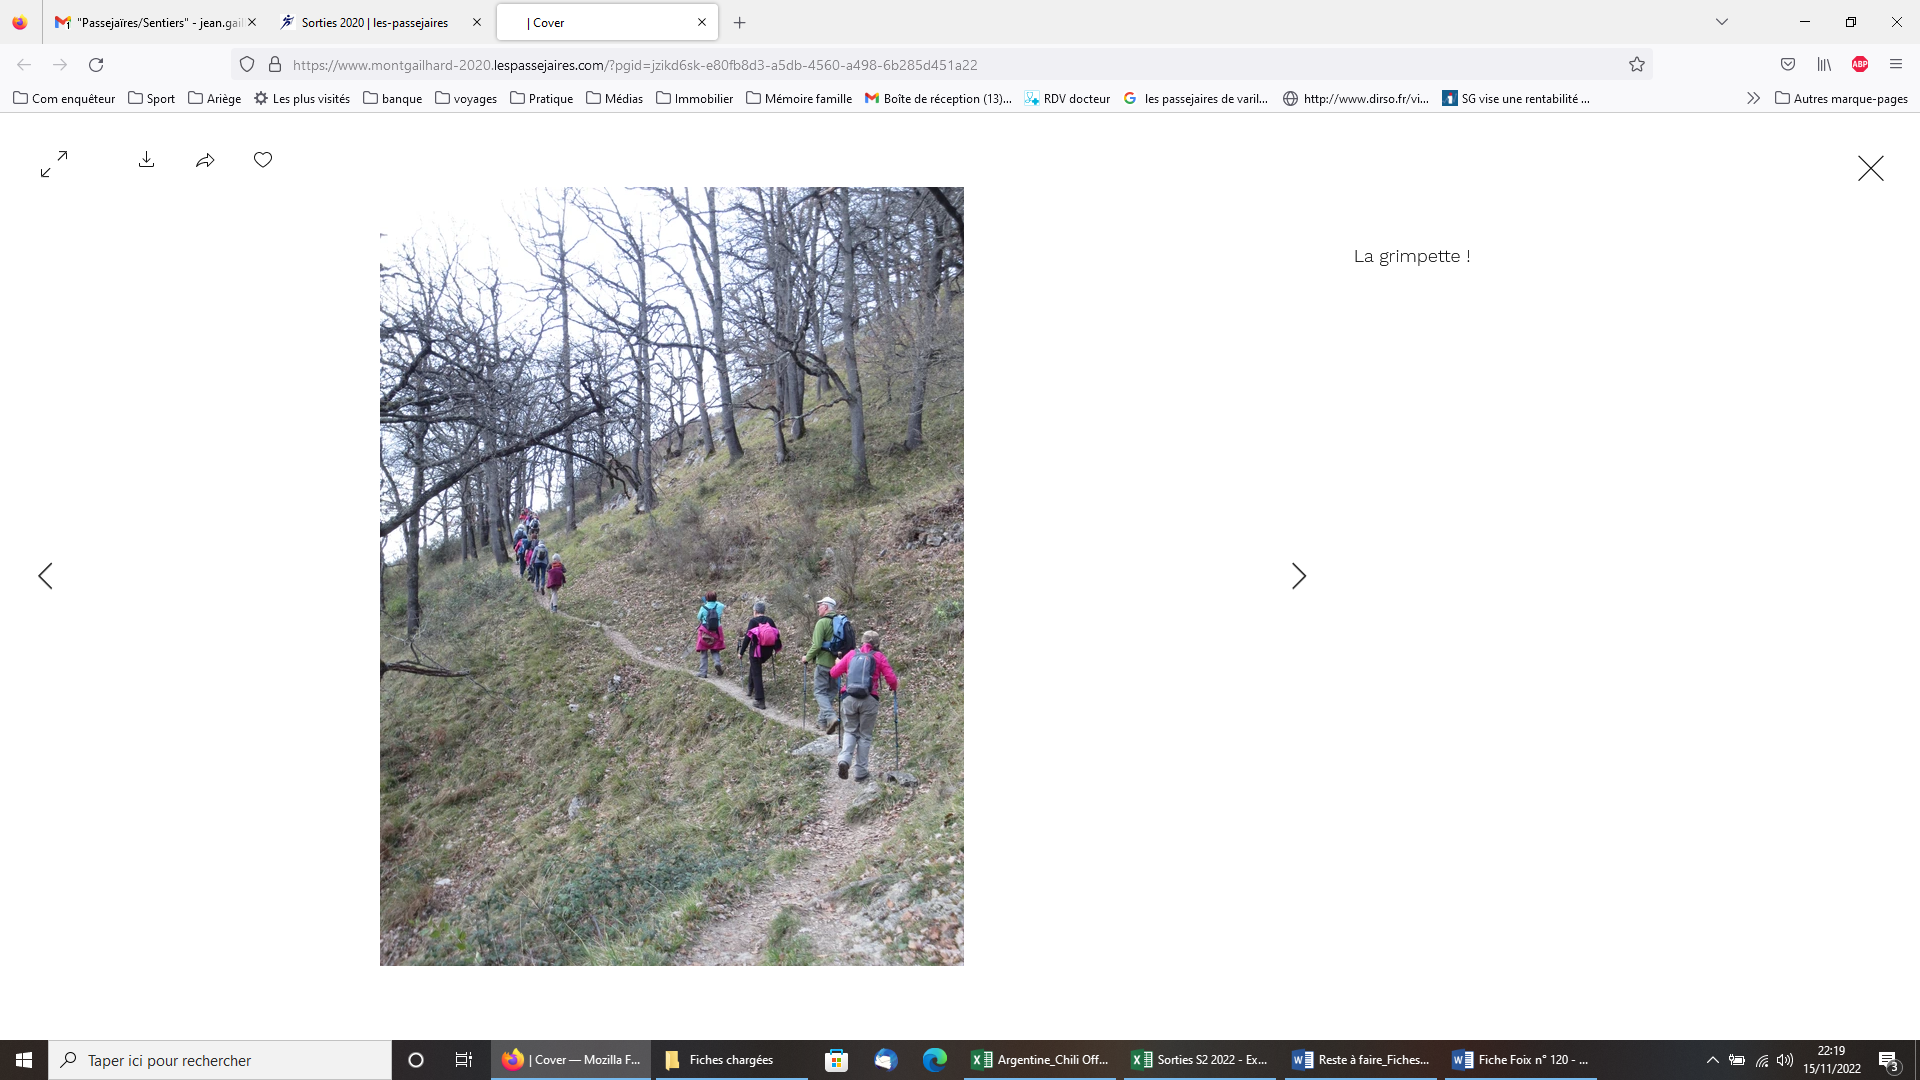 "Passejaïres/Sentiers" - jean.gail
Sorties 2020 | les-passejaires
| Cover
https://www.montgailhard-2020.lespassejaires.com/?pgid=jzikd6sk-e80fb8d3-a5db-4560-a498-6b285d451a22
ABP
Com enquêteur
Sport
Ariège
Les plus visités
banque
voyages
Pratique
Médias
Immobilier
Mémoire famille
Boîte de réception (13)...
RDV docteur
les passejaires de varil...
http://www.dirso.fr/vi...
SG vise une rentabilité ...
Autres marque-pages
La grimpette !
Taper ici pour rechercher
| Cover — Mozilla F...
Fiches chargées
Argentine_Chili Off...
Sorties S2 2022 - Ex...
Reste à faire_Fiches...
Fiche Foix n° 120 - ...
22:19
15/11/2022
3